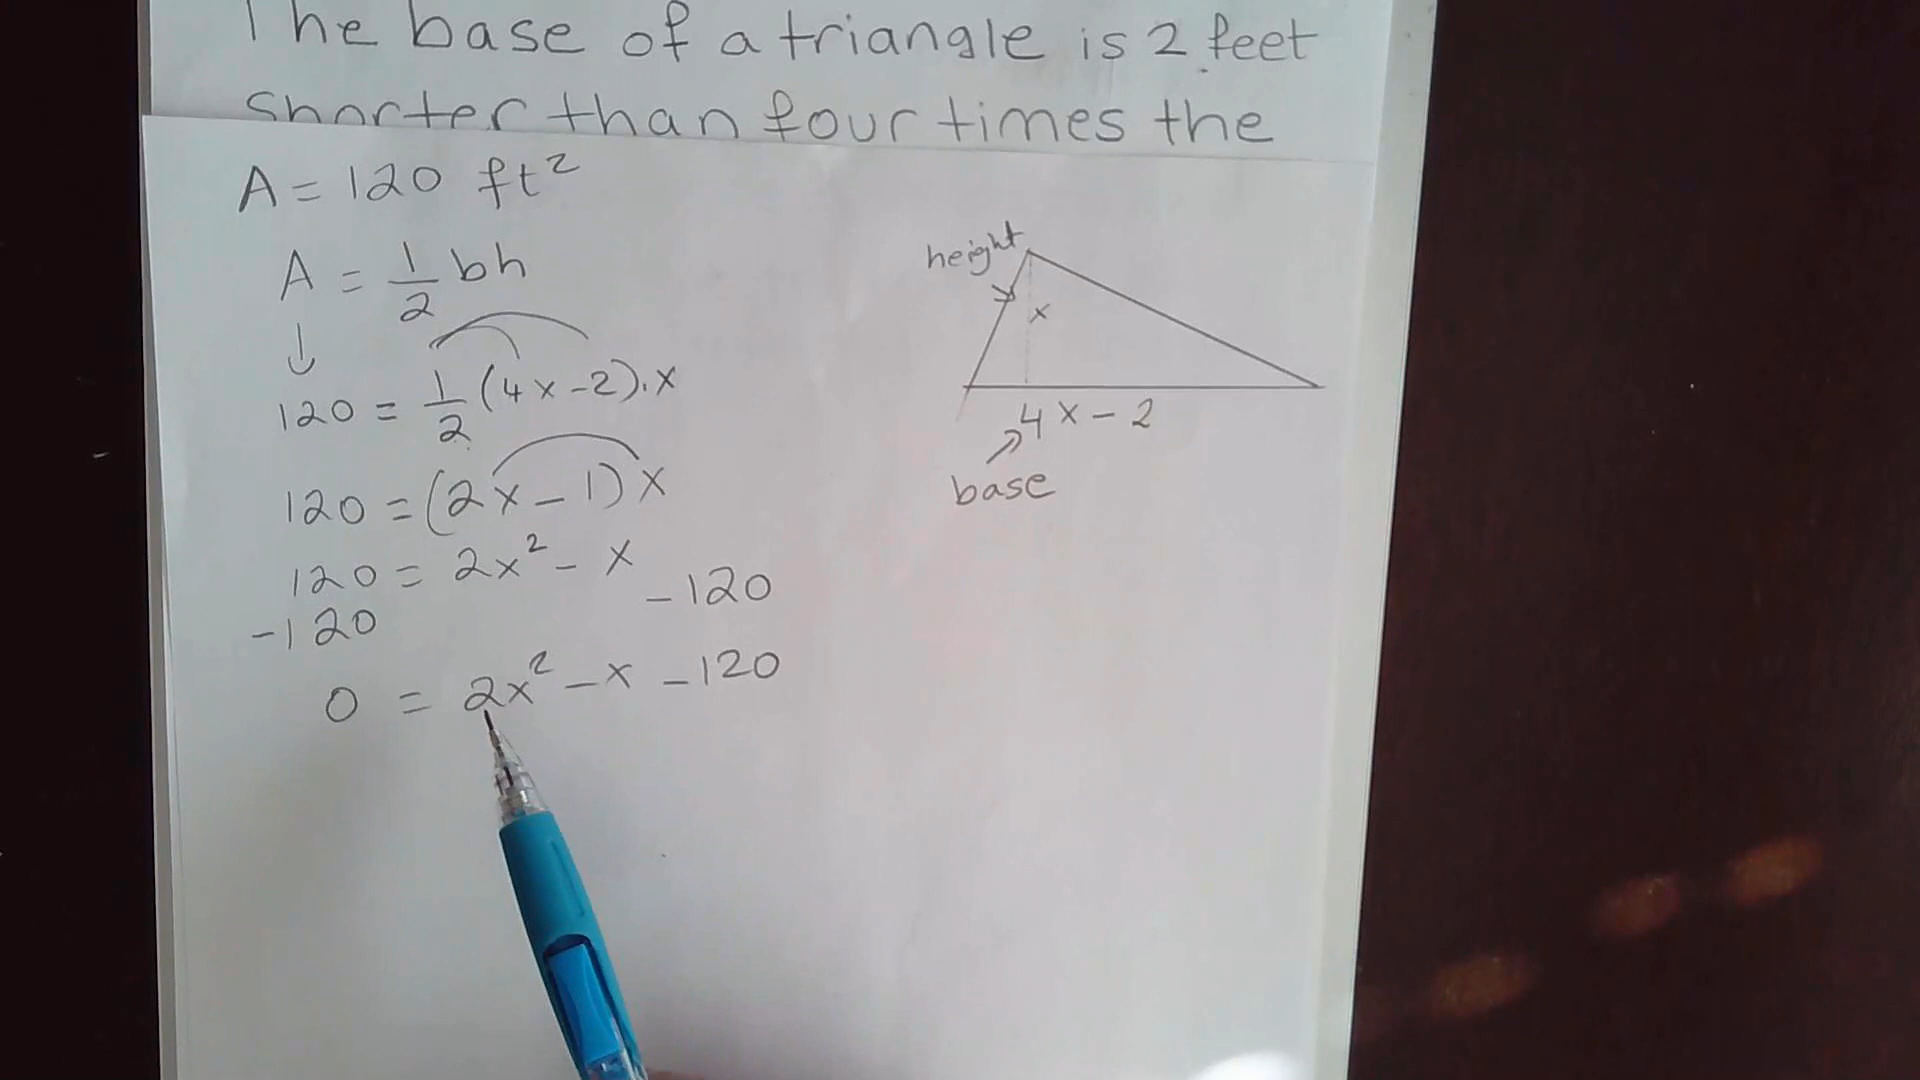 The base of a triangle is 2 feet
shorter than four times the
A = 120 ft²
A = 1/2 bh
120 = 1/2 (4x-2).x
120 = (2x-1)x
120 = 2x² - x
-120 -120
0 = 2x² - x - 120
height
x
4x-2
base